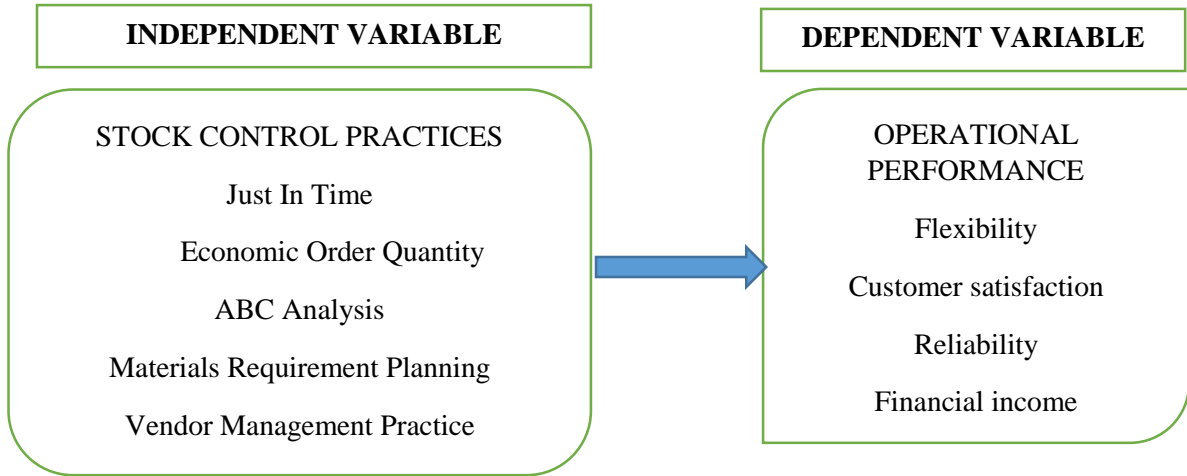 INDEPENDENT VARIABLE
STOCK CONTROL PRACTICES
Just In Time
Economic Order Quantity
ABC Analysis
Materials Requirement Planning
Vendor Management Practice
DEPENDENT VARIABLE
OPERATIONAL
PERFORMANCE
Flexibility
Customer satisfaction
Reliability
Financial income